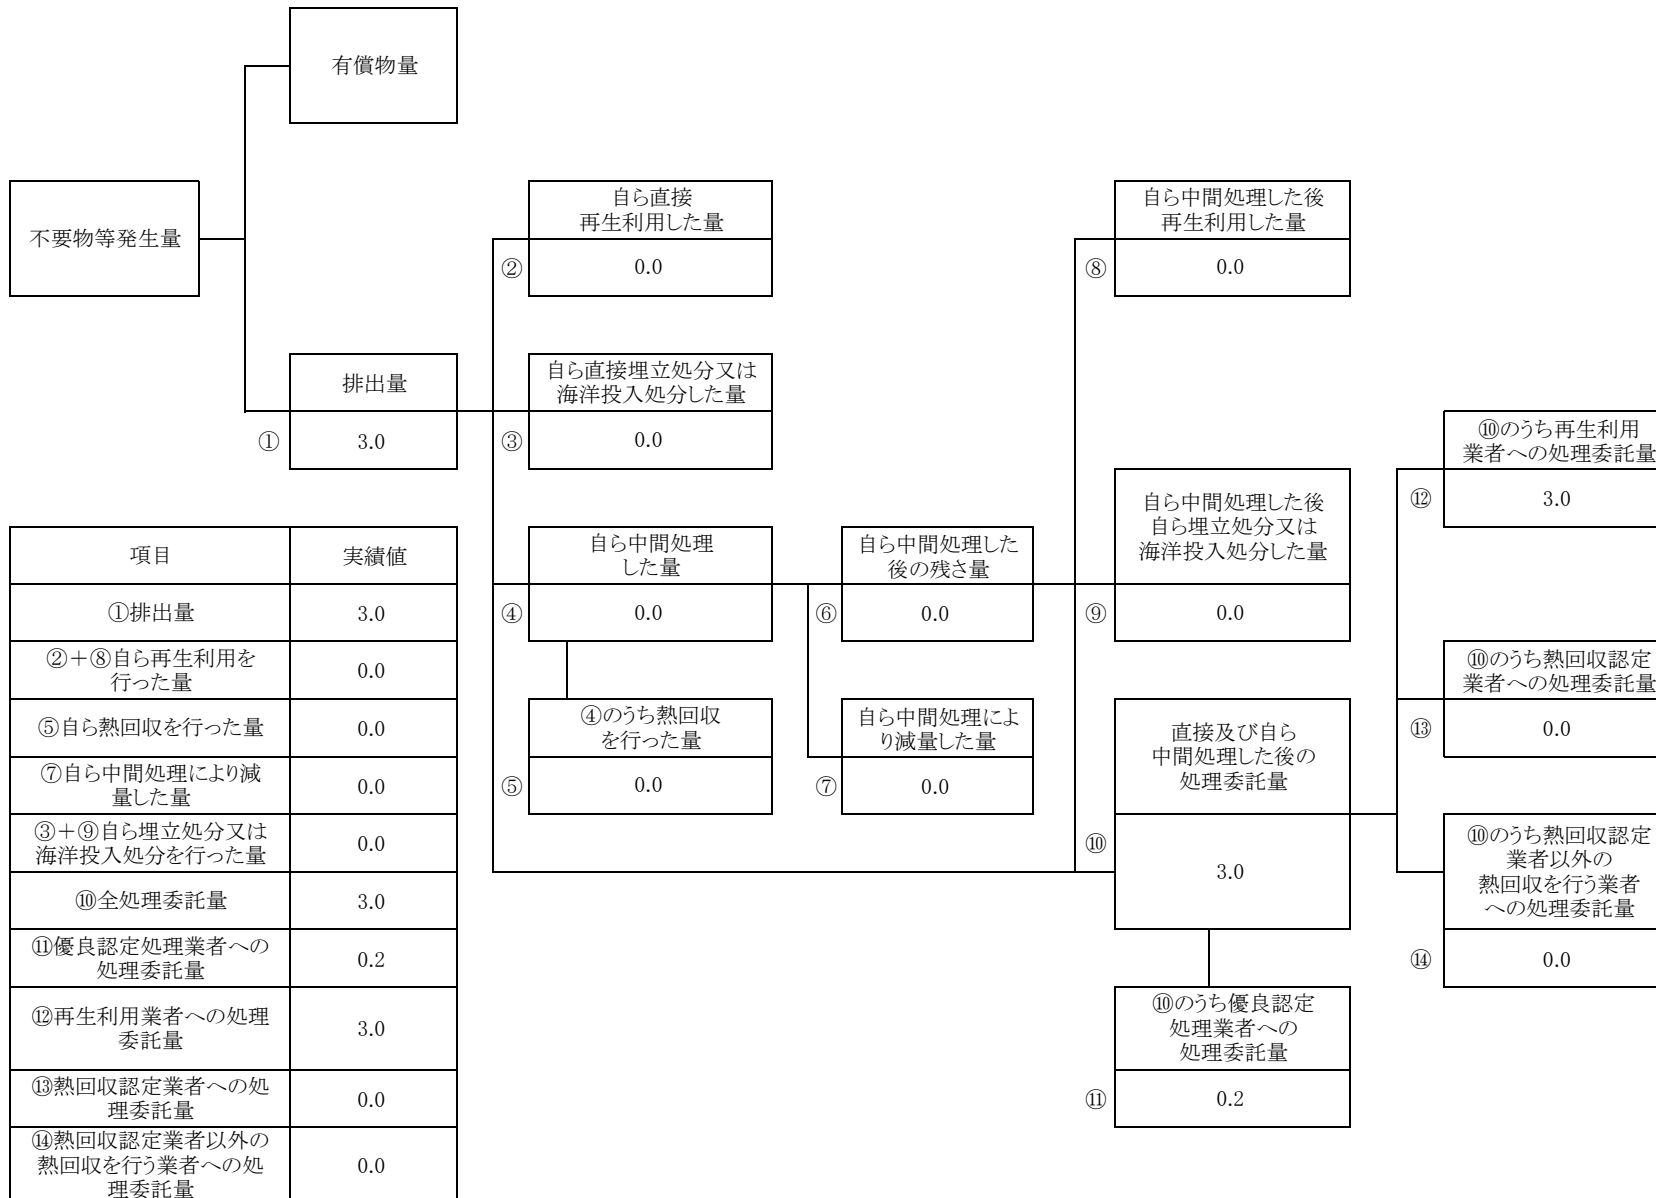 有償物量
不要物等発生量
排出量
①
3.0
自ら直接
再生利用した量
②
0.0
自ら直接埋立処分又は
海洋投入処分した量
③
0.0
自ら中間処理
した量
④
0.0
④のうち熱回収
を行った量
⑤
0.0
自ら中間処理した
後の残さ量
⑥
0.0
自ら中間処理によ
り減量した量
⑦
0.0
自ら中間処理した後
再生利用した量
⑧
0.0
自ら中間処理した後
自ら埋立処分又は
海洋投入処分した量
⑨
0.0
直接及び自ら
中間処理した後の
処理委託量
⑩
3.0
⑩のうち優良認定
処理業者への
処理委託量
⑪
0.2
⑩のうち再生利用
業者への処理委託量
⑫
3.0
⑩のうち熱回収認定
業者への処理委託量
⑬
0.0
⑩のうち熱回収認定
業者以外の
熱回収を行う業者
への処理委託量
⑭
0.0
項目
実績値
①排出量
3.0
②+⑧自ら再生利用を
行った量
0.0
⑤自ら熱回収を行った量
0.0
⑦自ら中間処理により減
量した量
0.0
③+⑨自ら埋立処分又は
海洋投入処分を行った量
0.0
⑩全処理委託量
3.0
⑪優良認定処理業者への
処理委託量
0.2
⑫再生利用業者への処理
委託量
3.0
⑬熱回収認定業者への処
理委託量
0.0
⑭熱回収認定業者以外の
熱回収を行う業者への処
理委託量
0.0